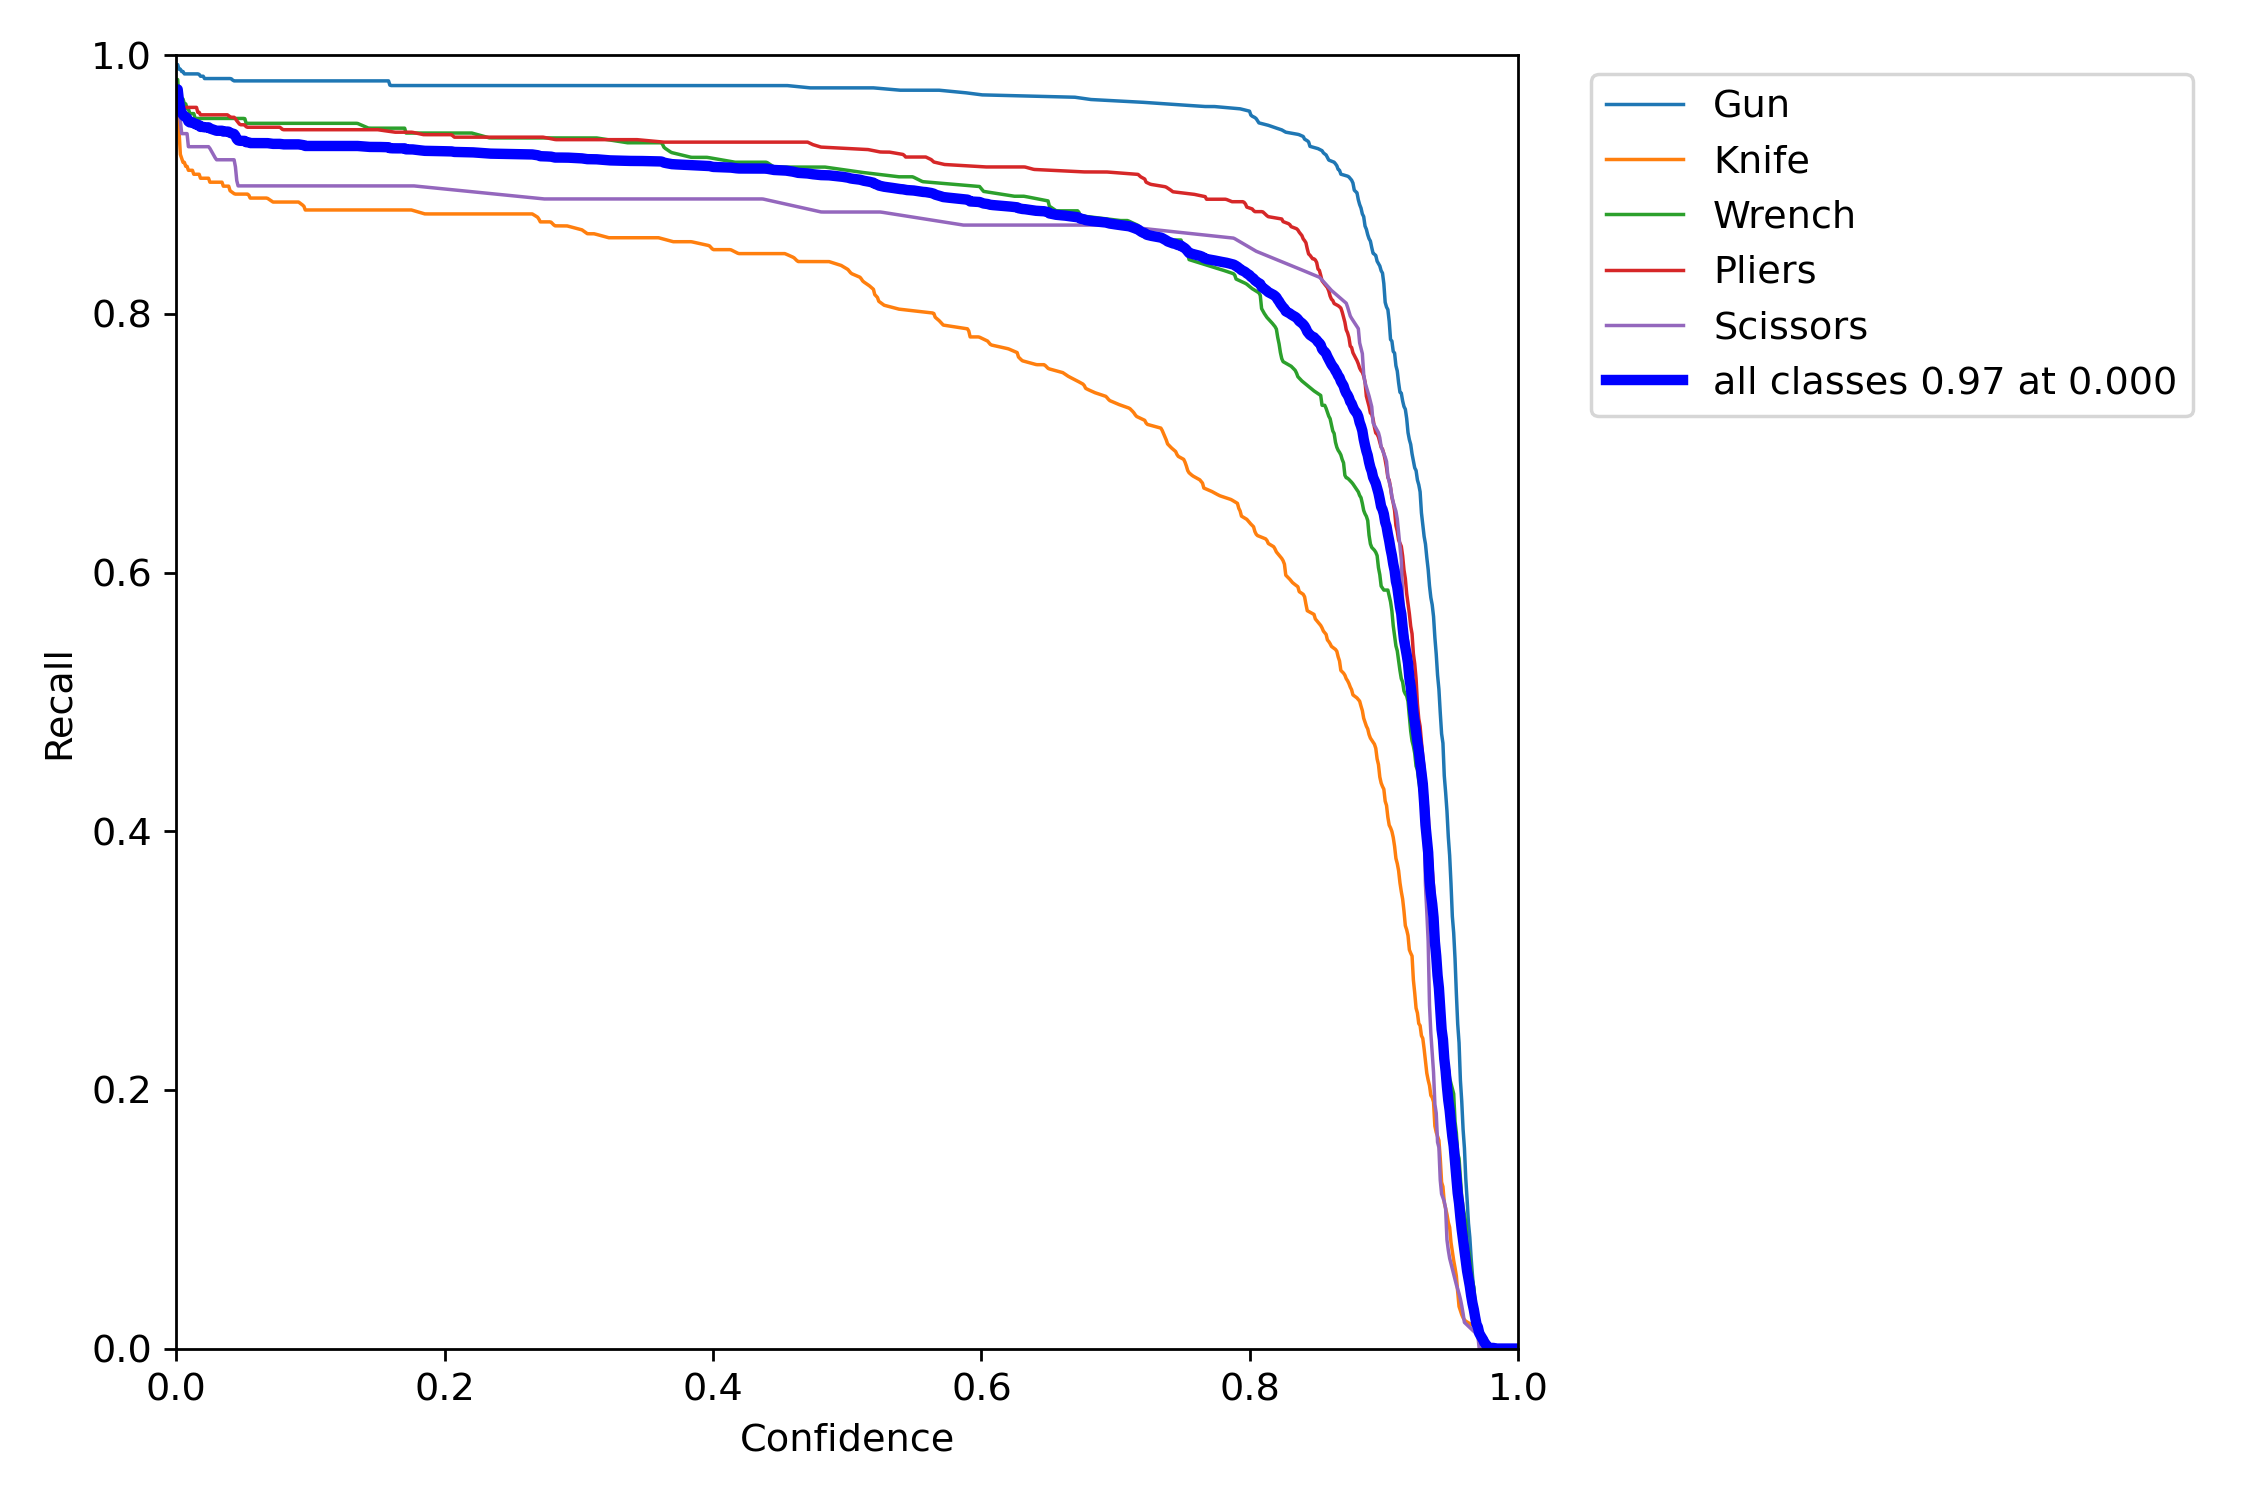 1.0
0.8
0.6
0.4
0.2
0.0
Recall
0.0 0.2 0.4 0.6 0.8 1.0
Confidence
Gun
Knife
Wrench
Pliers
Scissors
all classes 0.97 at 0.000